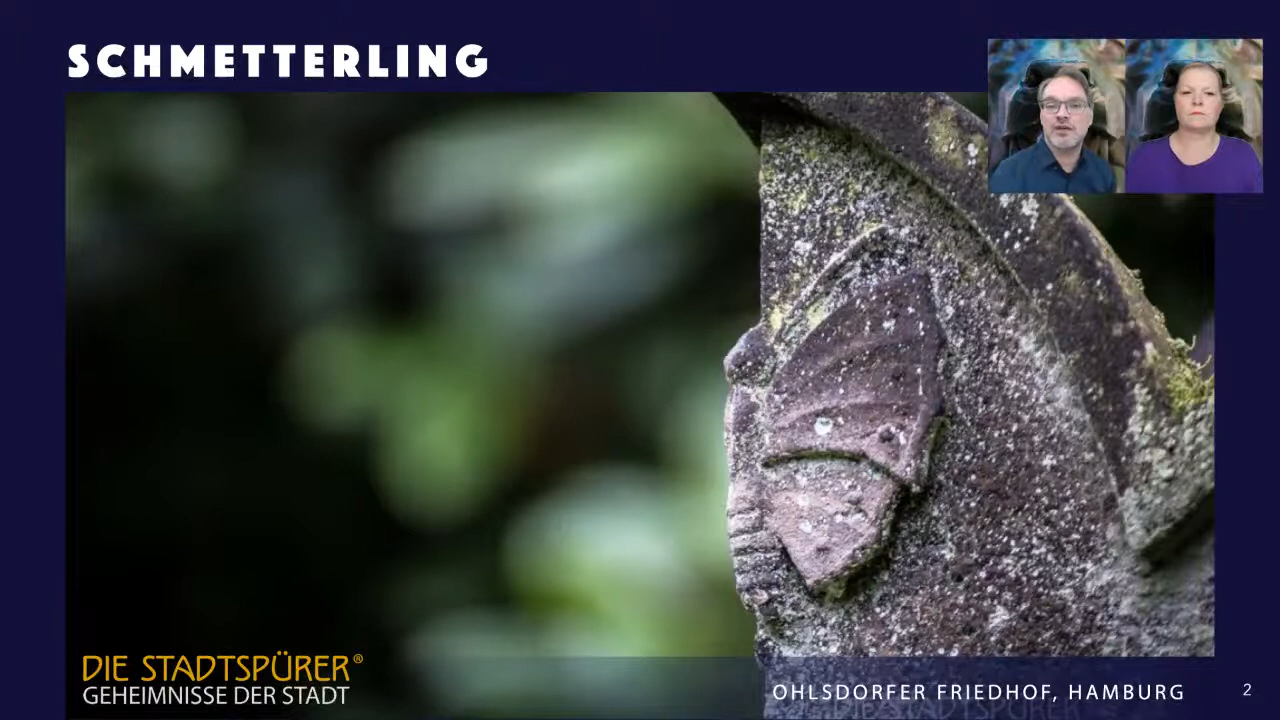 SCHMETTERLING
DIE STADTSPÜRER®
GEHEIMNISSE DER STADT
OHLSDORFER FRIEDHOF, HAMBURG
2